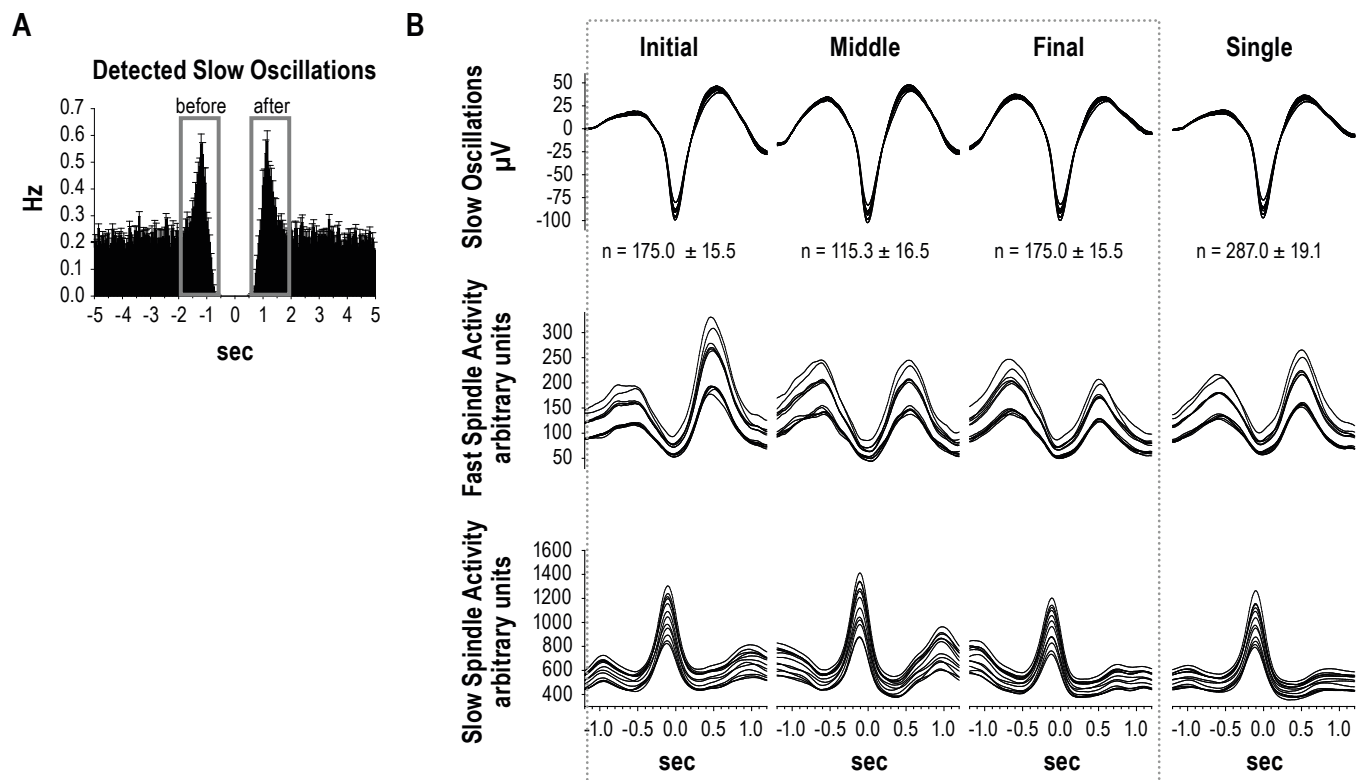 A
Detected Slow Oscillations
before after
0.7
0.6
0.5
0.4
0.3
0.2
0.1
0.0
Hz
-5 -4 -3 -2 -1 0 1 2 3 4 5
sec
B
Initial Middle Final Single
Slow Oscillations
µV
50
25
0
-25
-50
-75
-100
n = 175.0 ± 15.5 n = 115.3 ± 16.5 n = 175.0 ± 15.5 n = 287.0 ± 19.1
Fast Spindle Activity
arbitrary units
300
250
200
150
100
50
Slow Spindle Activity
arbitrary units
1600
1400
1200
1000
800
600
400
-1.0 -0.5 0.0 0.5 1.0 -1.0 -0.5 0.0 0.5 1.0 -1.0 -0.5 0.0 0.5 1.0 -1.0 -0.5 0.0 0.5 1.0
sec sec sec sec